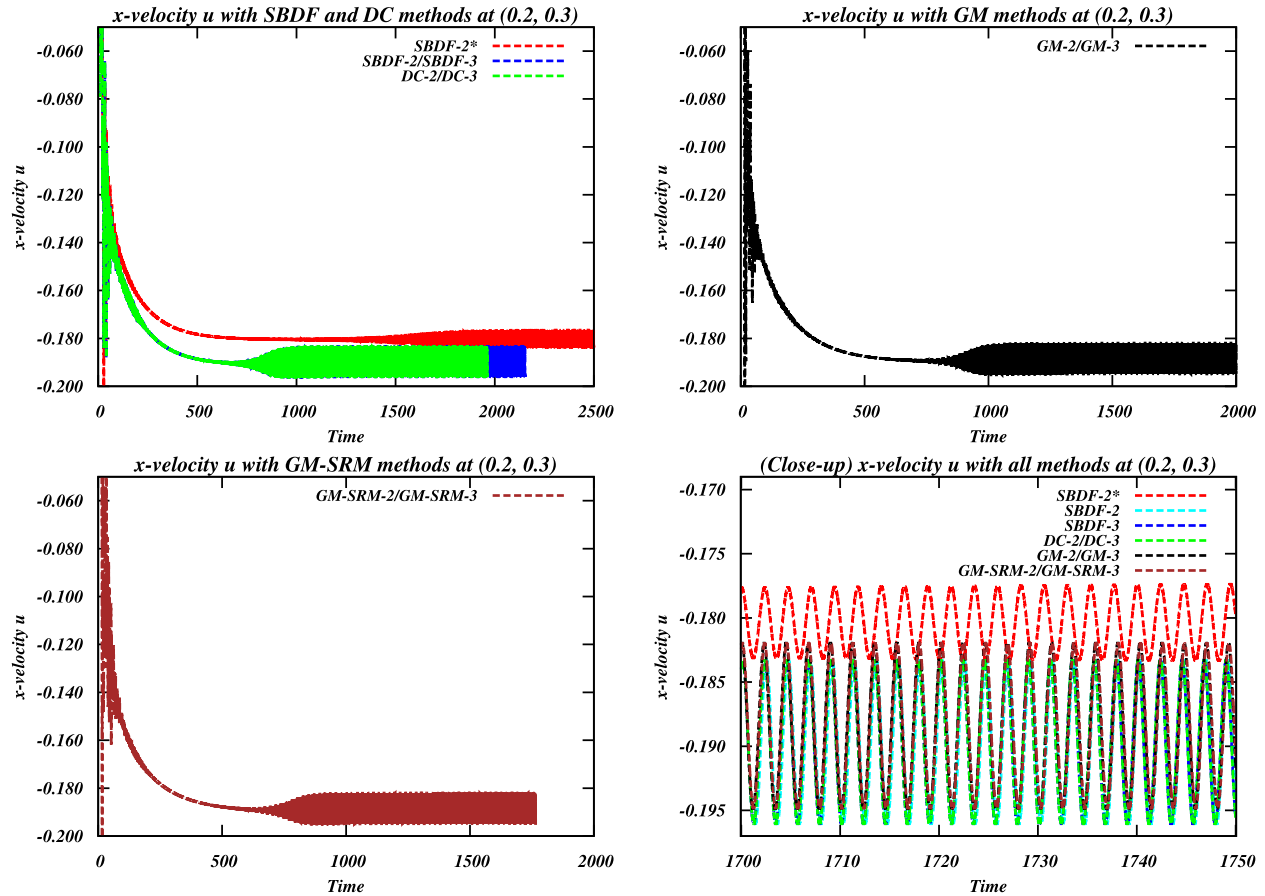 x-velocity u with SBDF and DC methods at (0.2, 0.3)
SBDF-2*
SBDF-2/SBDF-3
DC-2/DC-3
-0.060
-0.080
-0.100
-0.120
-0.140
-0.160
-0.180
-0.200
x-velocity u
0 500 1000 1500 2000 2500
Time
x-velocity u with GM methods at (0.2, 0.3)
GM-2/GM-3
-0.060
-0.080
-0.100
-0.120
-0.140
-0.160
-0.180
-0.200
x-velocity u
0 500 1000 1500 2000
Time
x-velocity u with GM-SRM methods at (0.2, 0.3)
GM-SRM-2/GM-SRM-3
-0.060
-0.080
-0.100
-0.120
-0.140
-0.160
-0.180
-0.200
x-velocity u
0 500 1000 1500 2000
Time
(Close-up) x-velocity u with all methods at (0.2, 0.3)
SBDF-2*
SBDF-2
SBDF-3
DC-2/DC-3
GM-2/GM-3
GM-SRM-2/GM-SRM-3
-0.170
-0.175
-0.180
-0.185
-0.190
-0.195
x-velocity u
1700 1710 1720 1730 1740 1750
Time